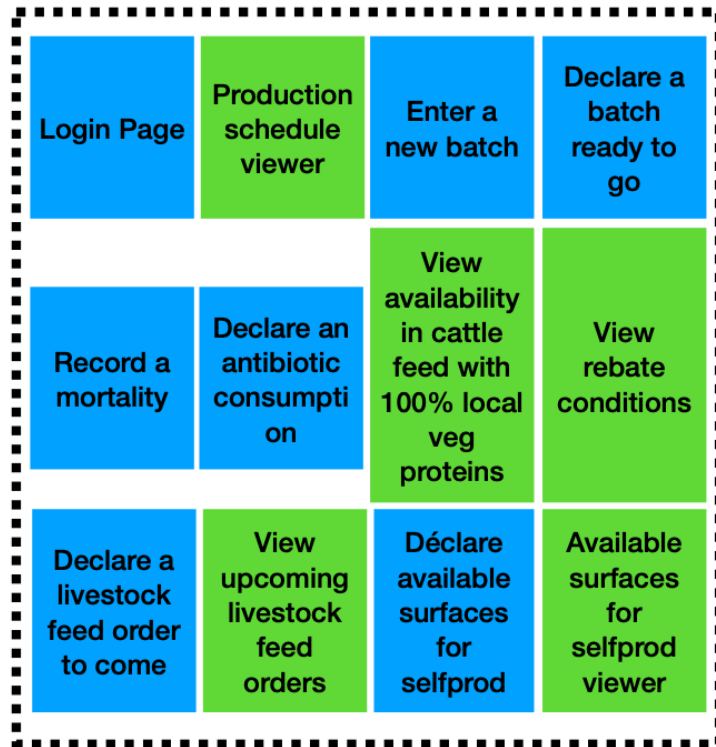 Login Page
Production
schedule
viewer
Enter a
new batch
Declare a
batch
ready to
go
Record a
mortality
Declare an
antibiotic
consumpti
on
View
availability
in cattle
feed with
100% local
veg
proteins
View
rebate
conditions
Declare a
livestock
feed order
to come
View
upcoming
livestock
feed
orders
Déclare
available
surfaces
for
selfprod
Available
surfaces
for
selfprod
viewer